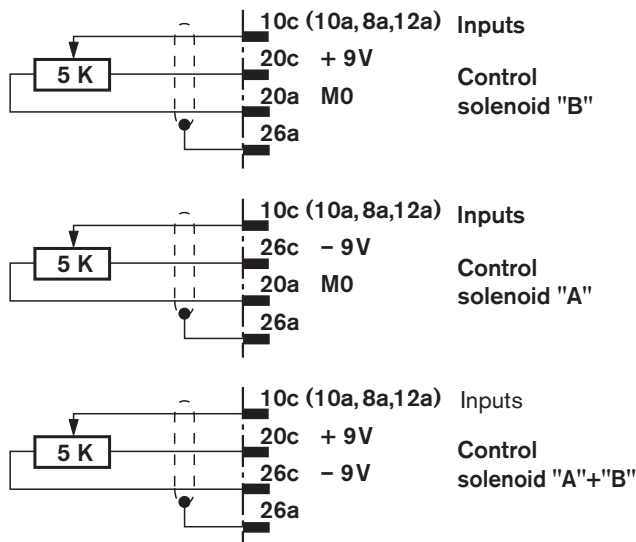 10c (10a, 8a,12a) Inputs
5 K
20c + 9V
Control
solenoid "B"
20a M0
26a
10c (10a, 8a,12a) Inputs
5 K
26c – 9V
Control
solenoid "A"
20a M0
26a
10c (10a, 8a,12a) Inputs
5 K
20c + 9V
Control
solenoid "A"+"B"
26c – 9V
26a